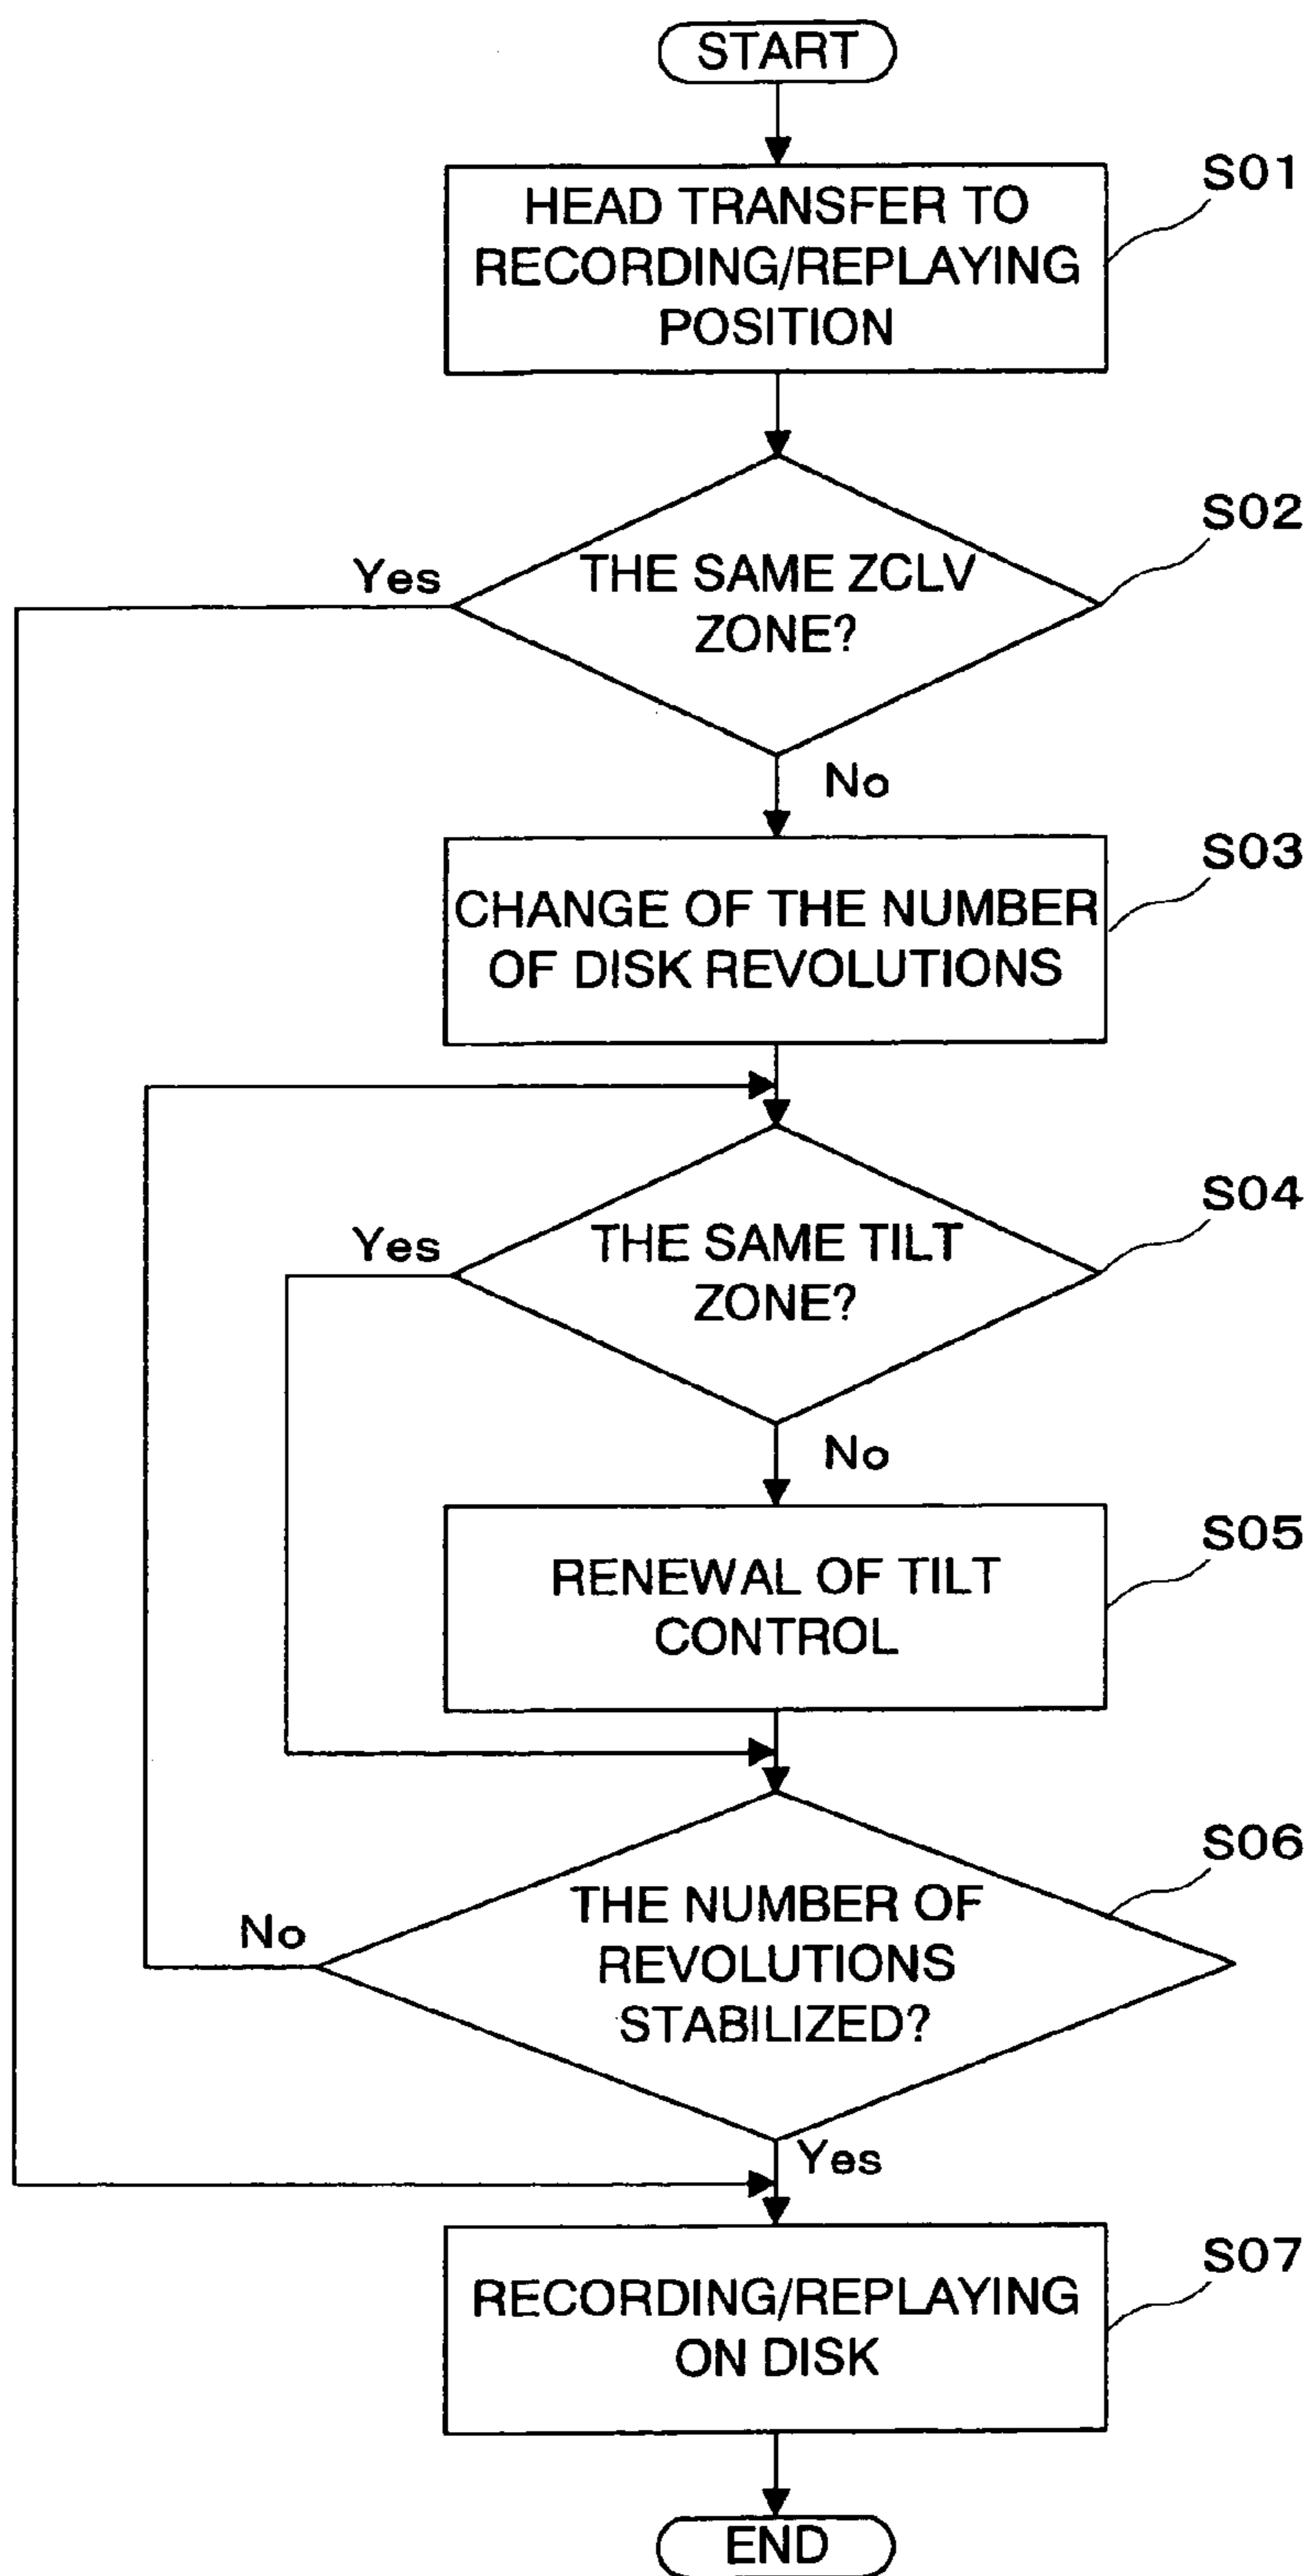 START
HEAD TRANSFER TO
RECORDING/REPLAYING
POSITION
S01
THE SAME ZCLV
ZONE?
S02
Yes
No
CHANGE OF THE NUMBER
OF DISK REVOLUTIONS
S03
THE SAME TILT
ZONE?
S04
Yes
No
RENEWAL OF TILT
CONTROL
S05
THE NUMBER OF
REVOLUTIONS
STABILIZED?
S06
No
Yes
RECORDING/REPLAYING
ON DISK
S07
END